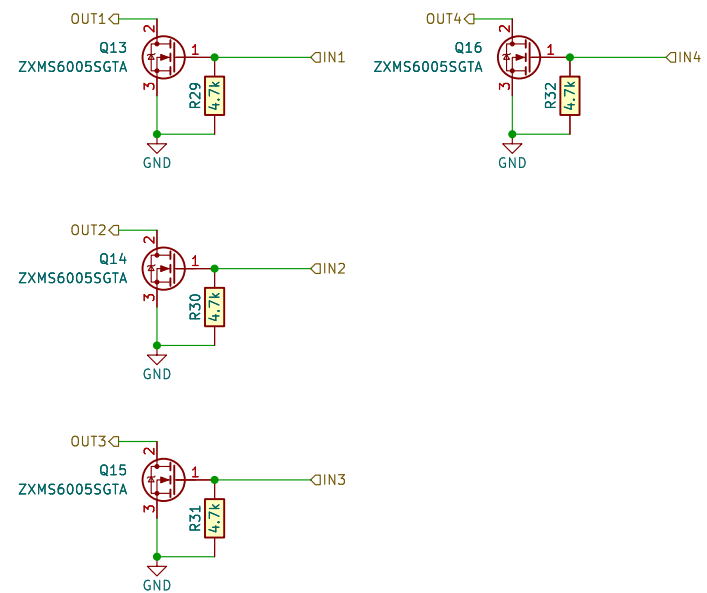 OUT1
2
Q13
ZXMS6005SGTA
1
IN1
R29
4.7k
3
GND
OUT4
2
Q16
ZXMS6005SGTA
1
IN4
R32
4.7k
3
GND
OUT2
2
Q14
ZXMS6005SGTA
1
IN2
R30
4.7k
3
GND
OUT3
2
Q15
ZXMS6005SGTA
1
IN3
R31
4.7k
3
GND